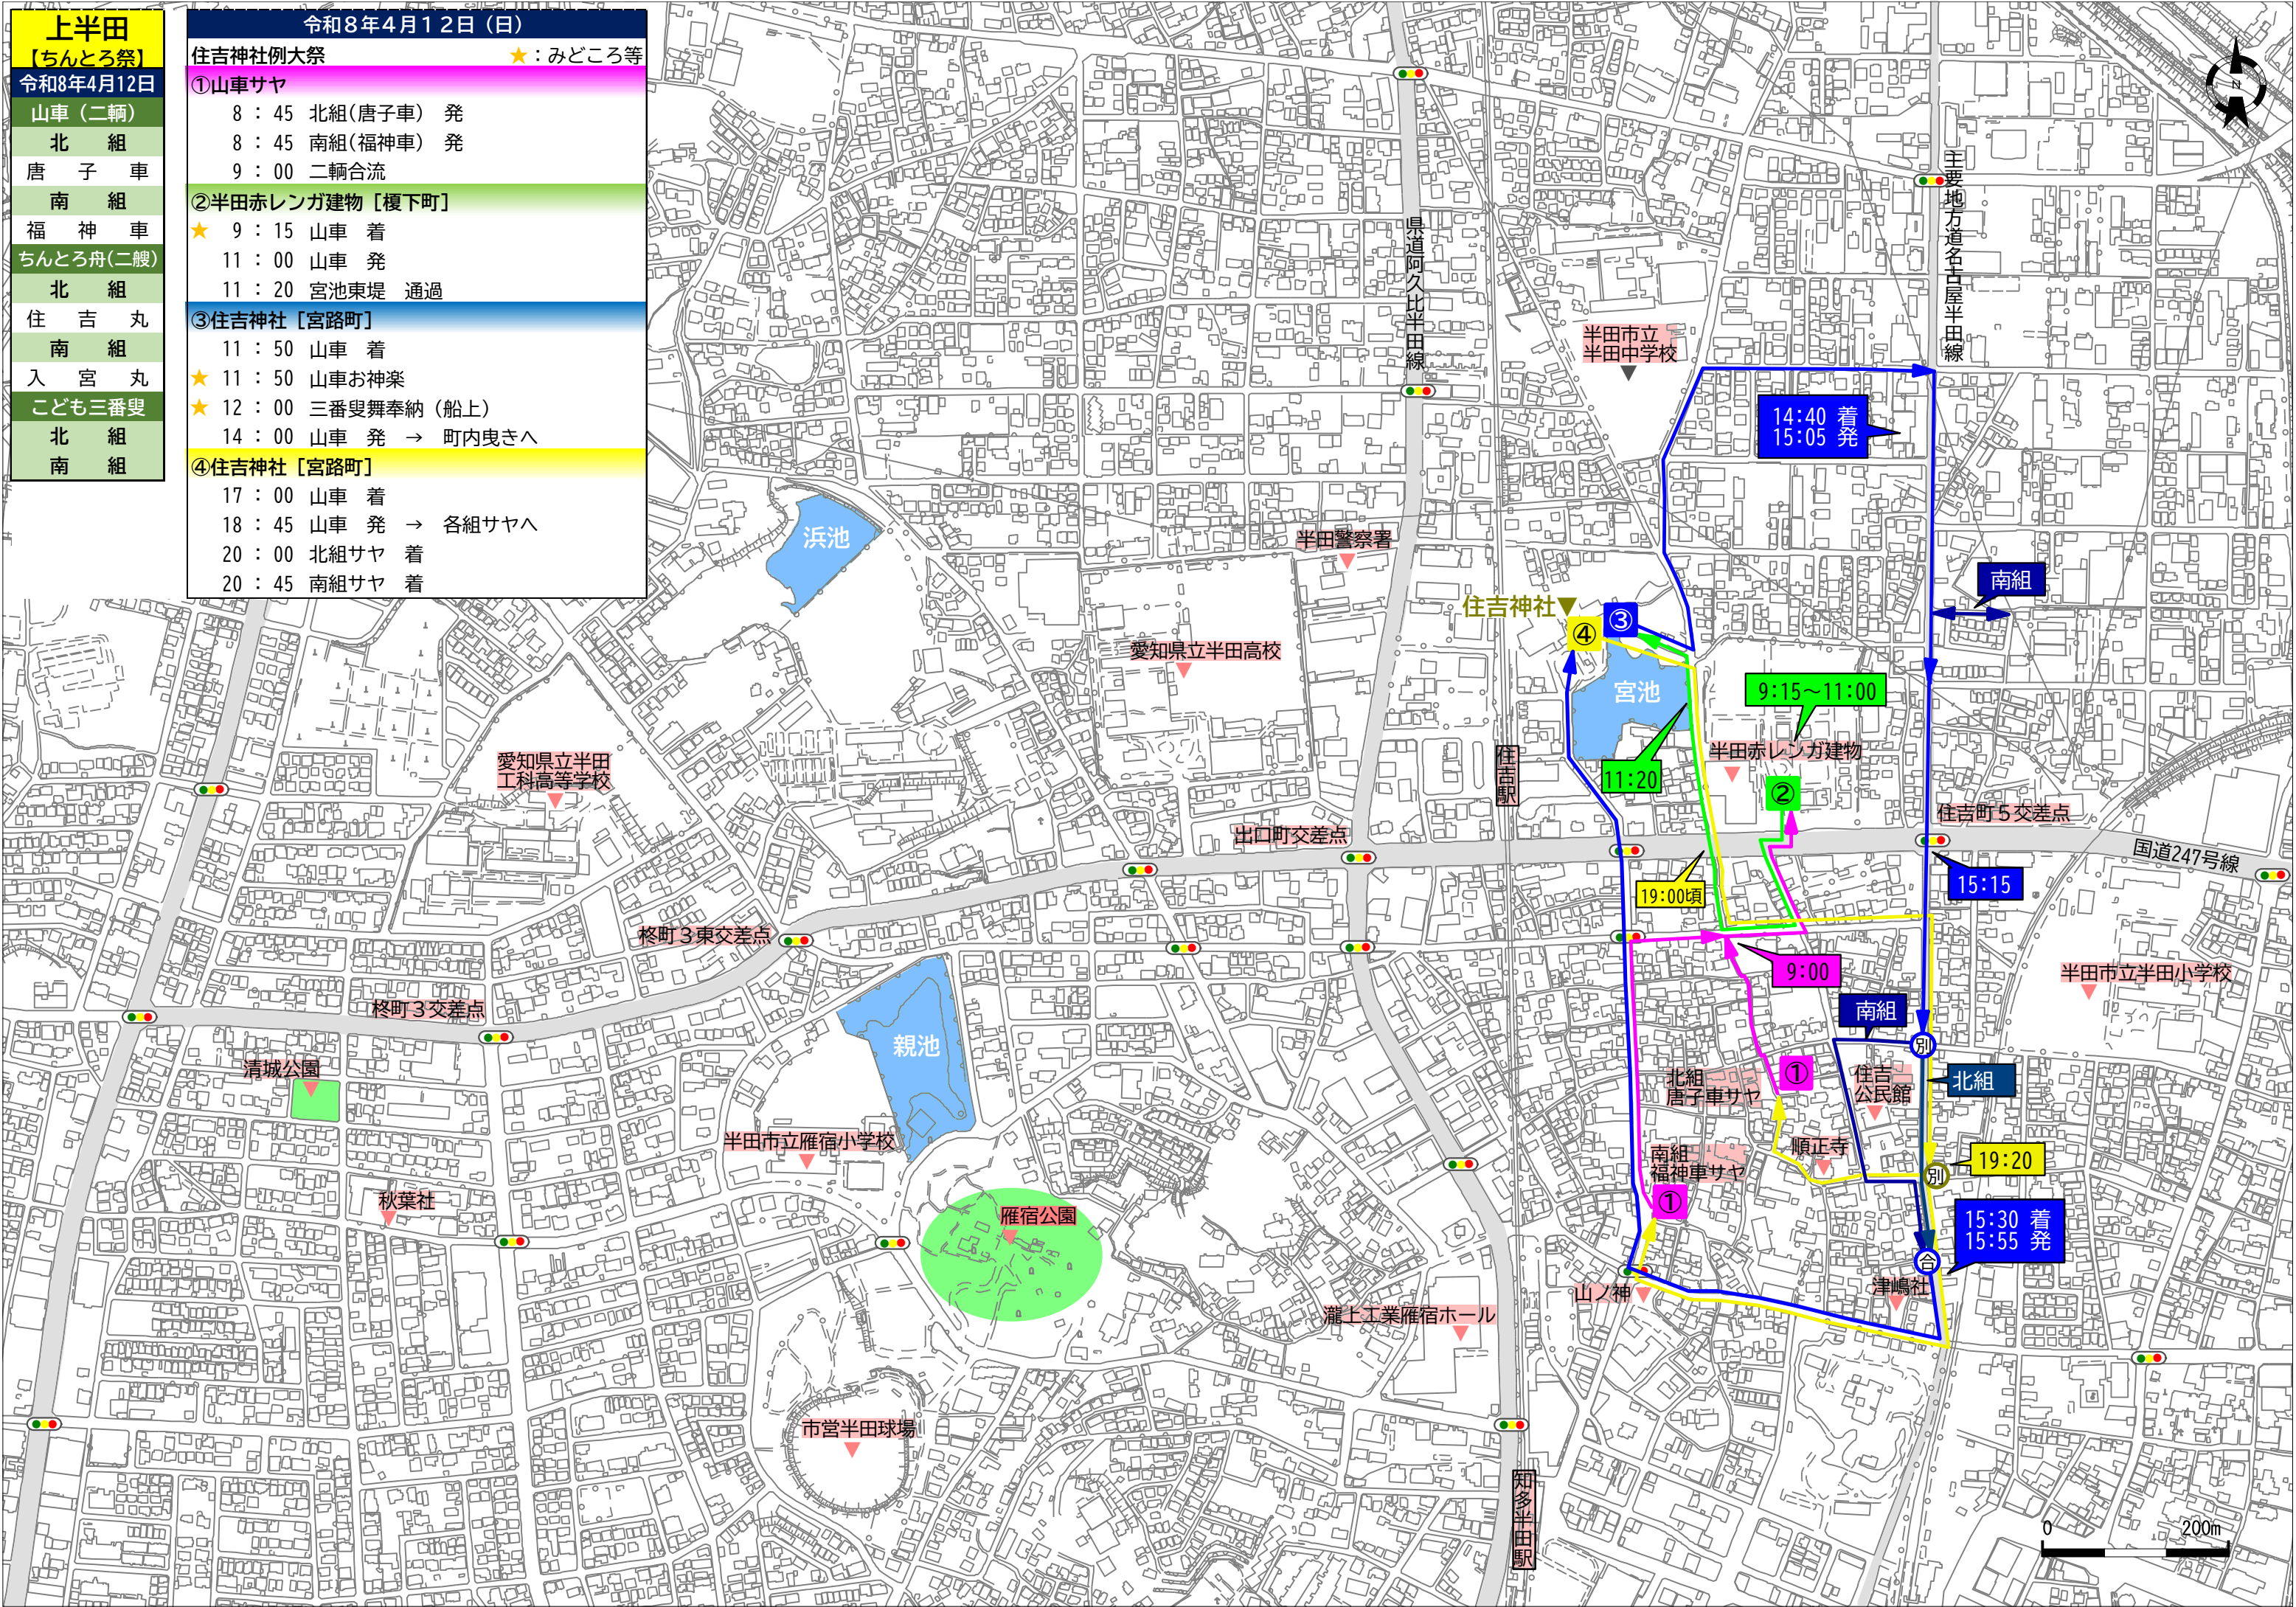 上半田
【ちんとろ祭】
令和8年4月12日
山車（二輌）
北　組
唐　子　車
南　組
福　神　車
ちんとろ舟(二艘)
北　組
住　吉　丸
南　組
入　宮　丸
こども三番叟
北　組
南　組
令和８年４月１２日（日）
住吉神社例大祭　★：みどころ等
①山車サヤ
8：45 北組(唐子車)　発
8：45 南組(福神車)　発
9：00 二輌合流
②半田赤レンガ建物［榎下町］
★ 9：15 山車　着
11：00 山車　発
11：20 宮池東堤　通過
③住吉神社［宮路町］
11：50 山車　着
★ 11：50 山車お神楽
★ 12：00 三番叟舞奉納（船上）
14：00 山車　発　→　町内曳きへ
④住吉神社［宮路町］
17：00 山車　着
18：45 山車　発　→　各組サヤへ
20：00 北組サヤ　着
20：45 南組サヤ　着
N
主要地方道名古屋半田線
県道阿久比半田線
半田市立
半田中学校
14:40 着
15:05 発
浜池
半田警察署
南組
住吉神社▼
③
④
愛知県立半田高校
宮池
9:15～11:00
半田赤レンガ建物
住吉駅
11:20
②
愛知県立半田
工科高等学校
住吉町５交差点
出口町交差点
国道247号線
15:15
19:00頃
柊町３東交差点
9:00
半田市立半田小学校
柊町３交差点
南組
親池
別
清城公園
①
北組
唐子車サヤ
住吉
公民館
北組
半田市立雁宿小学校
順正寺
南組
福神車サヤ
19:20
別
秋葉社
①
雁宿公園
15:30 着
15:55 発
合
山ノ神
津嶋社
瀧上工業雁宿ホール
市営半田球場
知多半田駅
0　200m